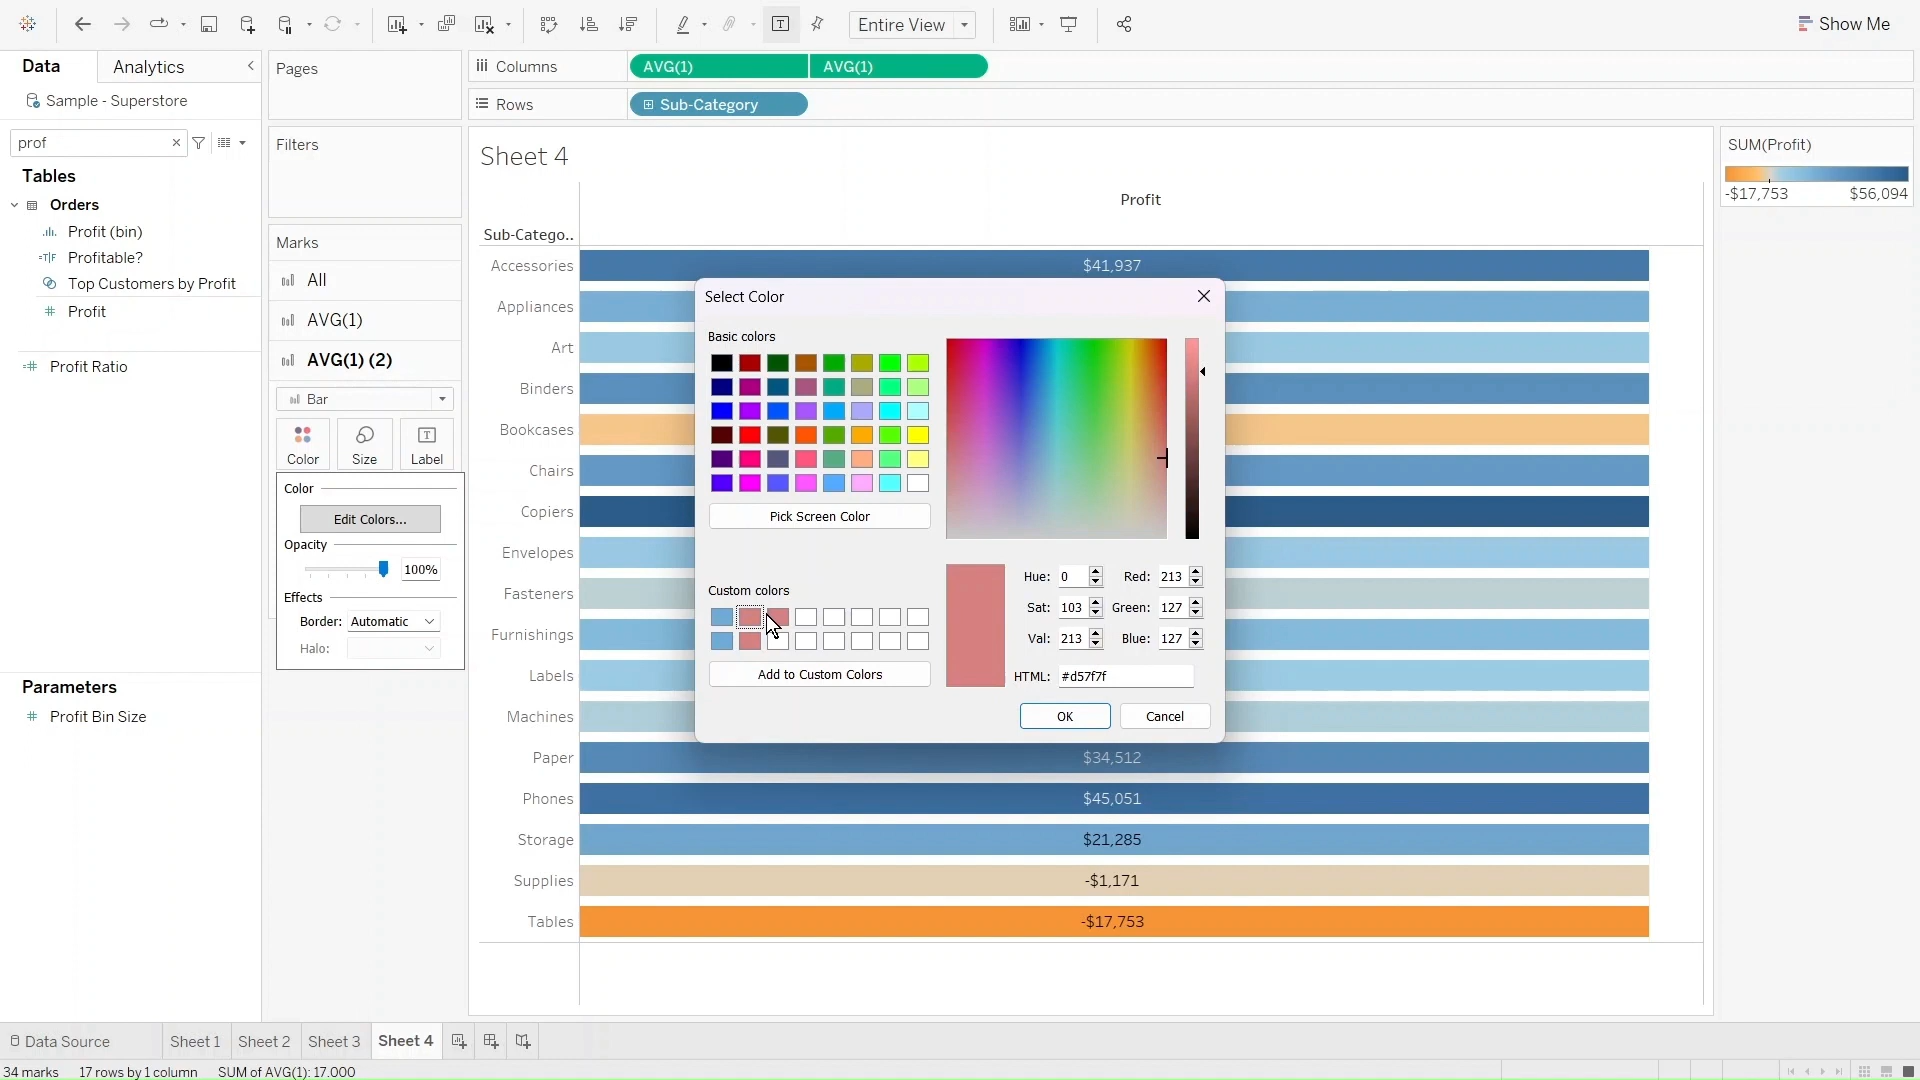 Entire View
Show Me
Data
Analytics
Pages
Columns
AVG(1)
AVG(1)
Sample - Superstore
Rows
Sub-Category
prof
Filters
Sheet 4
SUM(Profit)
-$17,753
$56,094
Tables
Orders
Profit (bin)
Profitable?
Top Customers by Profit
Profit
Profit Ratio
Marks
All
AVG(1)
AVG(1) (2)
Bar
Color
Size
Label
Color
Edit Colors...
Opacity
100%
Effects
Border:
Automatic
Halo:
Parameters
Profit Bin Size
Profit
Sub-Catego..
Accessories
$41,937
Appliances
Art
Binders
Bookcases
Chairs
Copiers
Envelopes
Fasteners
Furnishings
Labels
Machines
Paper
$34,512
Phones
$45,051
Storage
$21,285
Supplies
-$1,171
Tables
-$17,753
Select Color
Basic colors
Pick Screen Color
Custom colors
Add to Custom Colors
Hue: 0
Red: 213
Sat: 103
Green: 127
Val: 213
Blue: 127
HTML: #d57f7f
OK
Cancel
Data Source
Sheet 1
Sheet 2
Sheet 3
Sheet 4
34 marks
17 rows by 1 column
SUM of AVG(1): 17.000